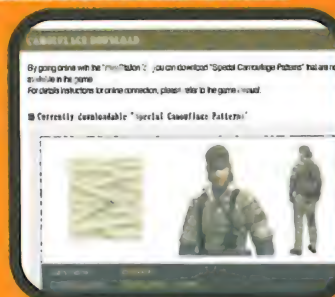 CAMOUFLAGE DOWNLOAD
By going online with the "PlayStation 2", you can download "Special Camouflage Patterns" that are not
available in the game
For details instructions for online connection, please refer to the game manual.
Currently downloadable "Special Camouflage Patterns"